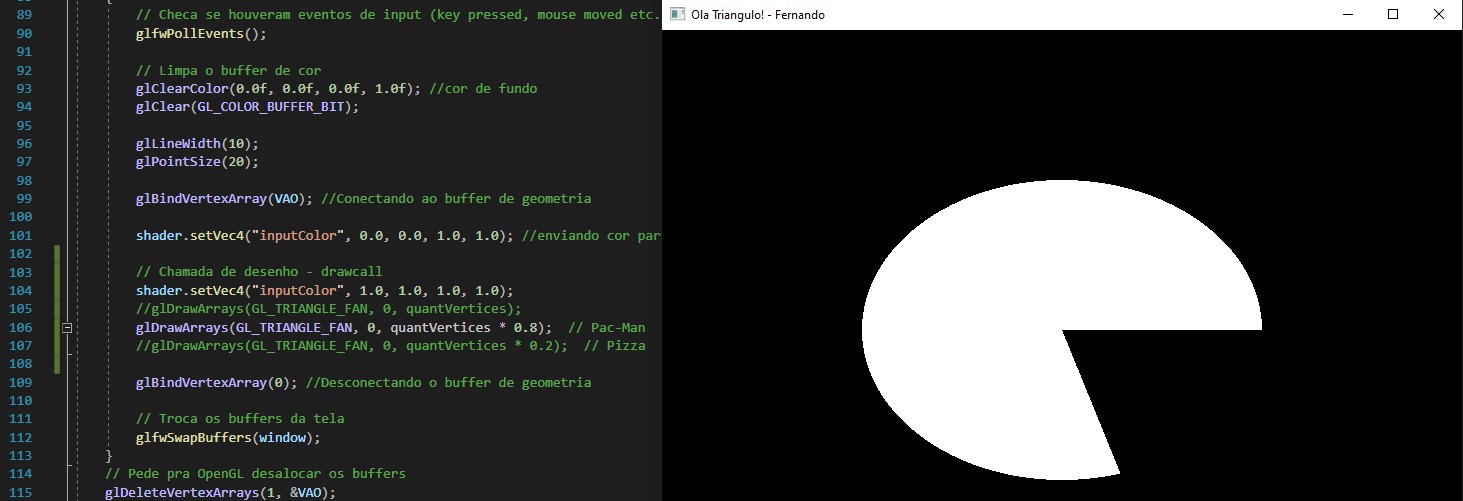 Ola Triangulo! - Fernando
89 // Checa se houveram eventos de input (key pressed, mouse moved etc.
90 glfwPollEvents();
91
92 // Limpa o buffer de cor
93 glClearColor(0.0f, 0.0f, 0.0f, 1.0f); //cor de fundo
94 glClear(GL_COLOR_BUFFER_BIT);
95
96 glLineWidth(10);
97 glPointSize(20);
98
99 glBindVertexArray(VAO); //Conectando ao buffer de geometria
100
101 shader.setVec4("inputColor", 0.0, 0.0, 1.0, 1.0); //enviando cor par
102
103 // Chamada de desenho - drawcall
104 shader.setVec4("inputColor", 1.0, 1.0, 1.0, 1.0);
105 //glDrawArrays(GL_TRIANGLE_FAN, 0, quantVertices);
106 glDrawArrays(GL_TRIANGLE_FAN, 0, quantVertices * 0.8); // Pac-Man
107 //glDrawArrays(GL_TRIANGLE_FAN, 0, quantVertices * 0.2); // Pizza
108
109 glBindVertexArray(0); //Desconectando o buffer de geometria
110
111 // Troca os buffers da tela
112 glfwSwapBuffers(window);
113 }
114 // Pede pra OpenGL desalocar os buffers
115 glDeleteVertexArrays(1, &VAO);